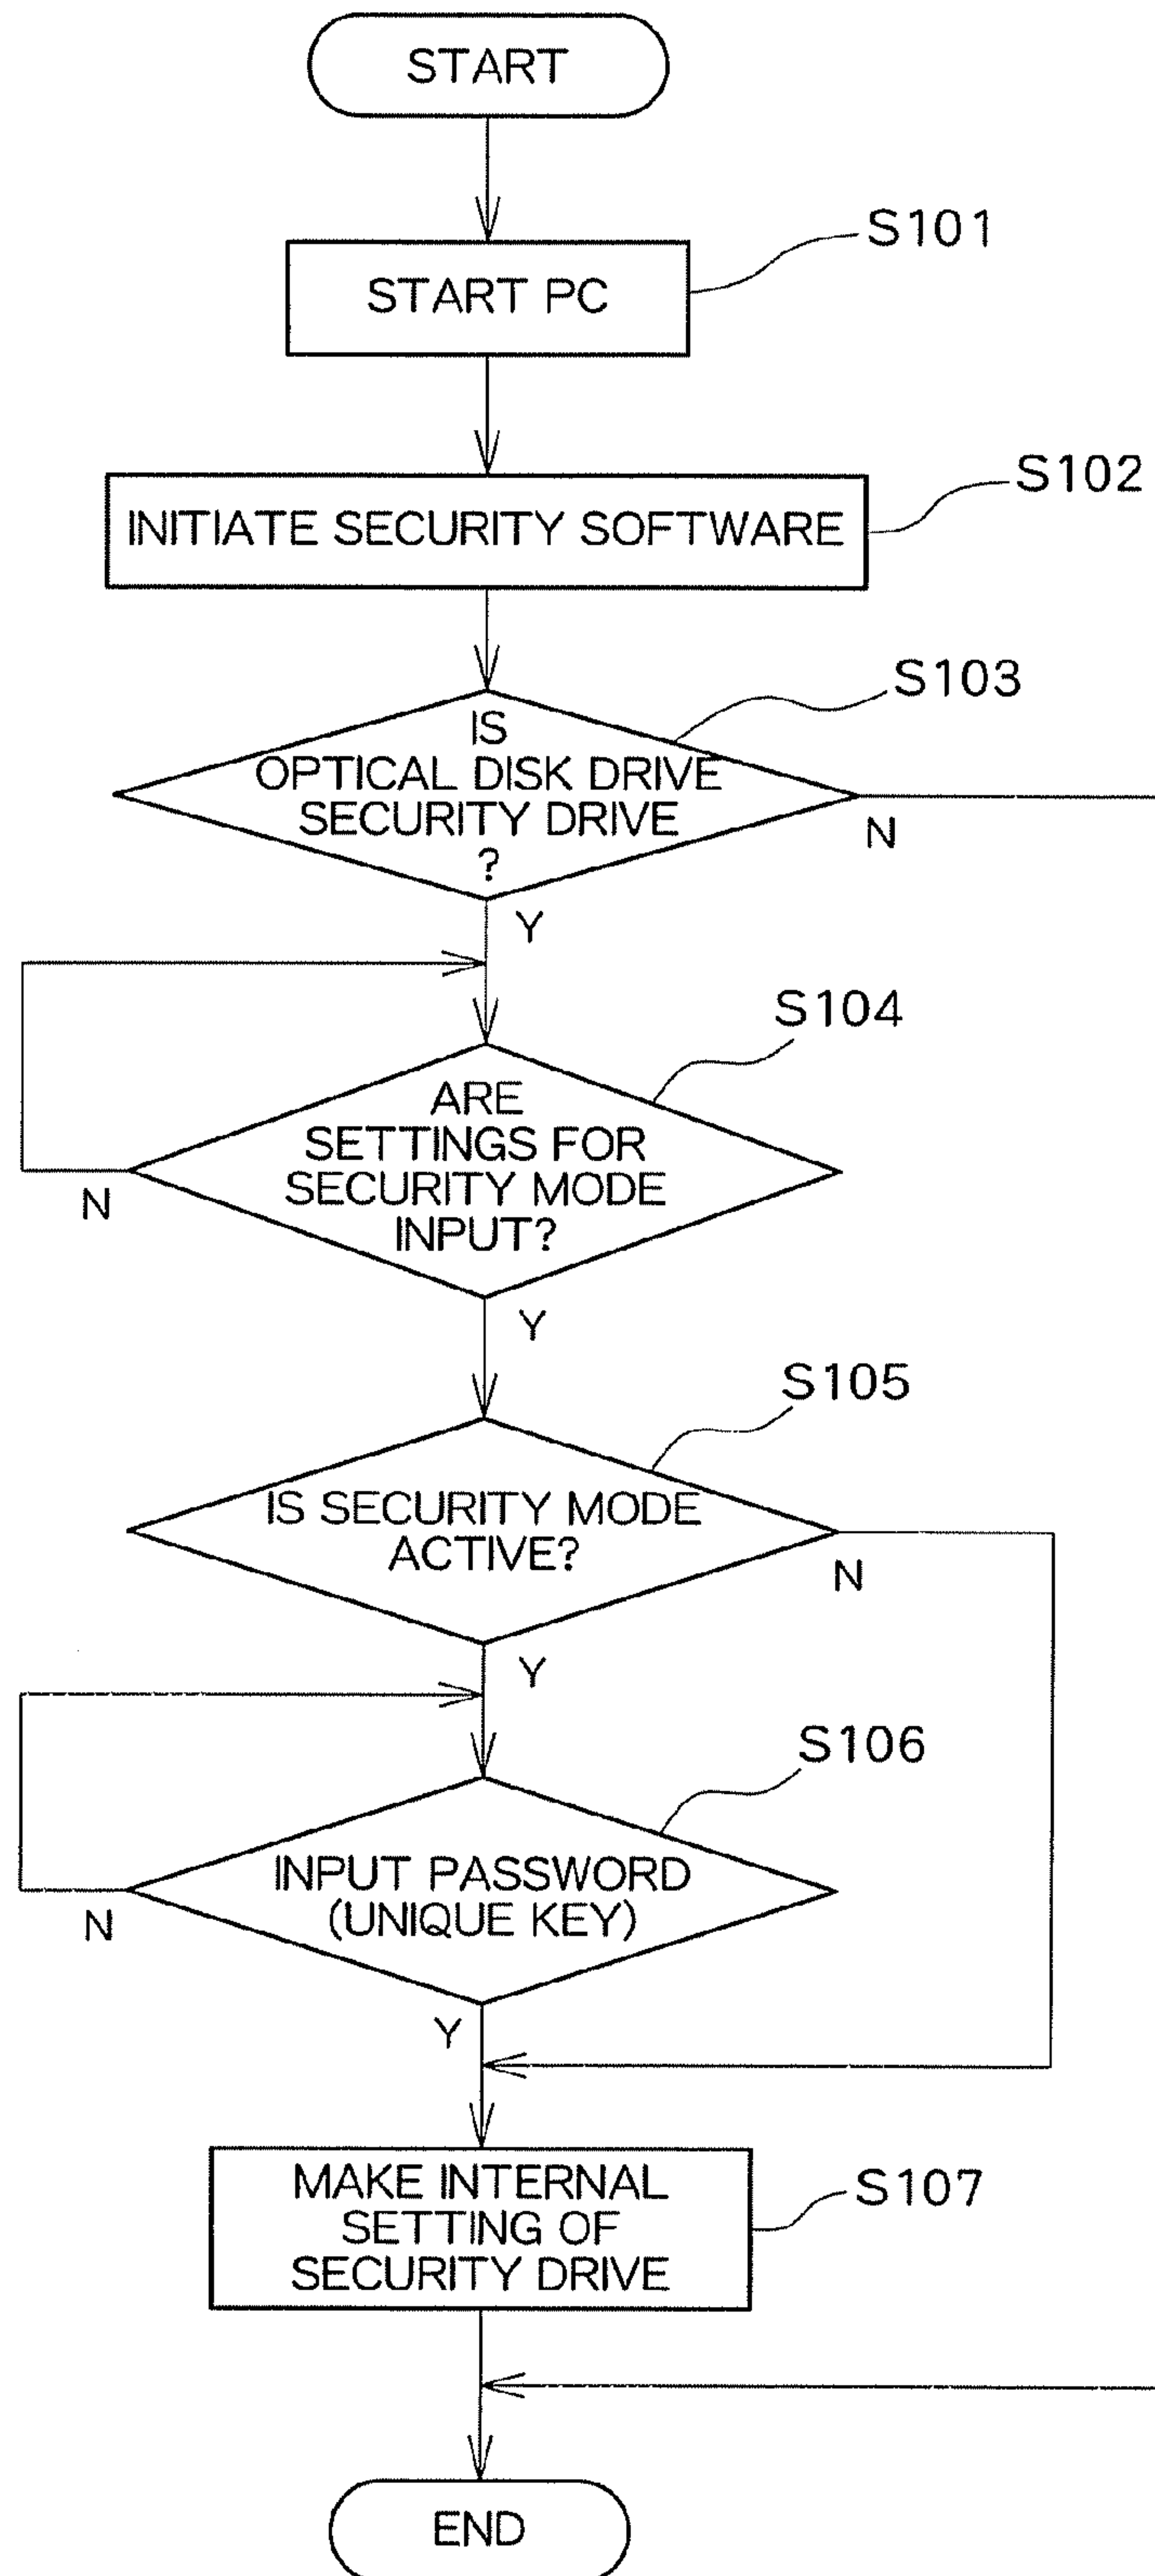 START
S101
START PC
S102
INITIATE SECURITY SOFTWARE
S103
IS
OPTICAL DISK DRIVE
SECURITY DRIVE
?
N
Y
S104
ARE
SETTINGS FOR
SECURITY MODE
INPUT?
N
Y
S105
IS SECURITY MODE
ACTIVE?
N
Y
S106
INPUT PASSWORD
(UNIQUE KEY)
N
Y
S107
MAKE INTERNAL
SETTING OF
SECURITY DRIVE
END